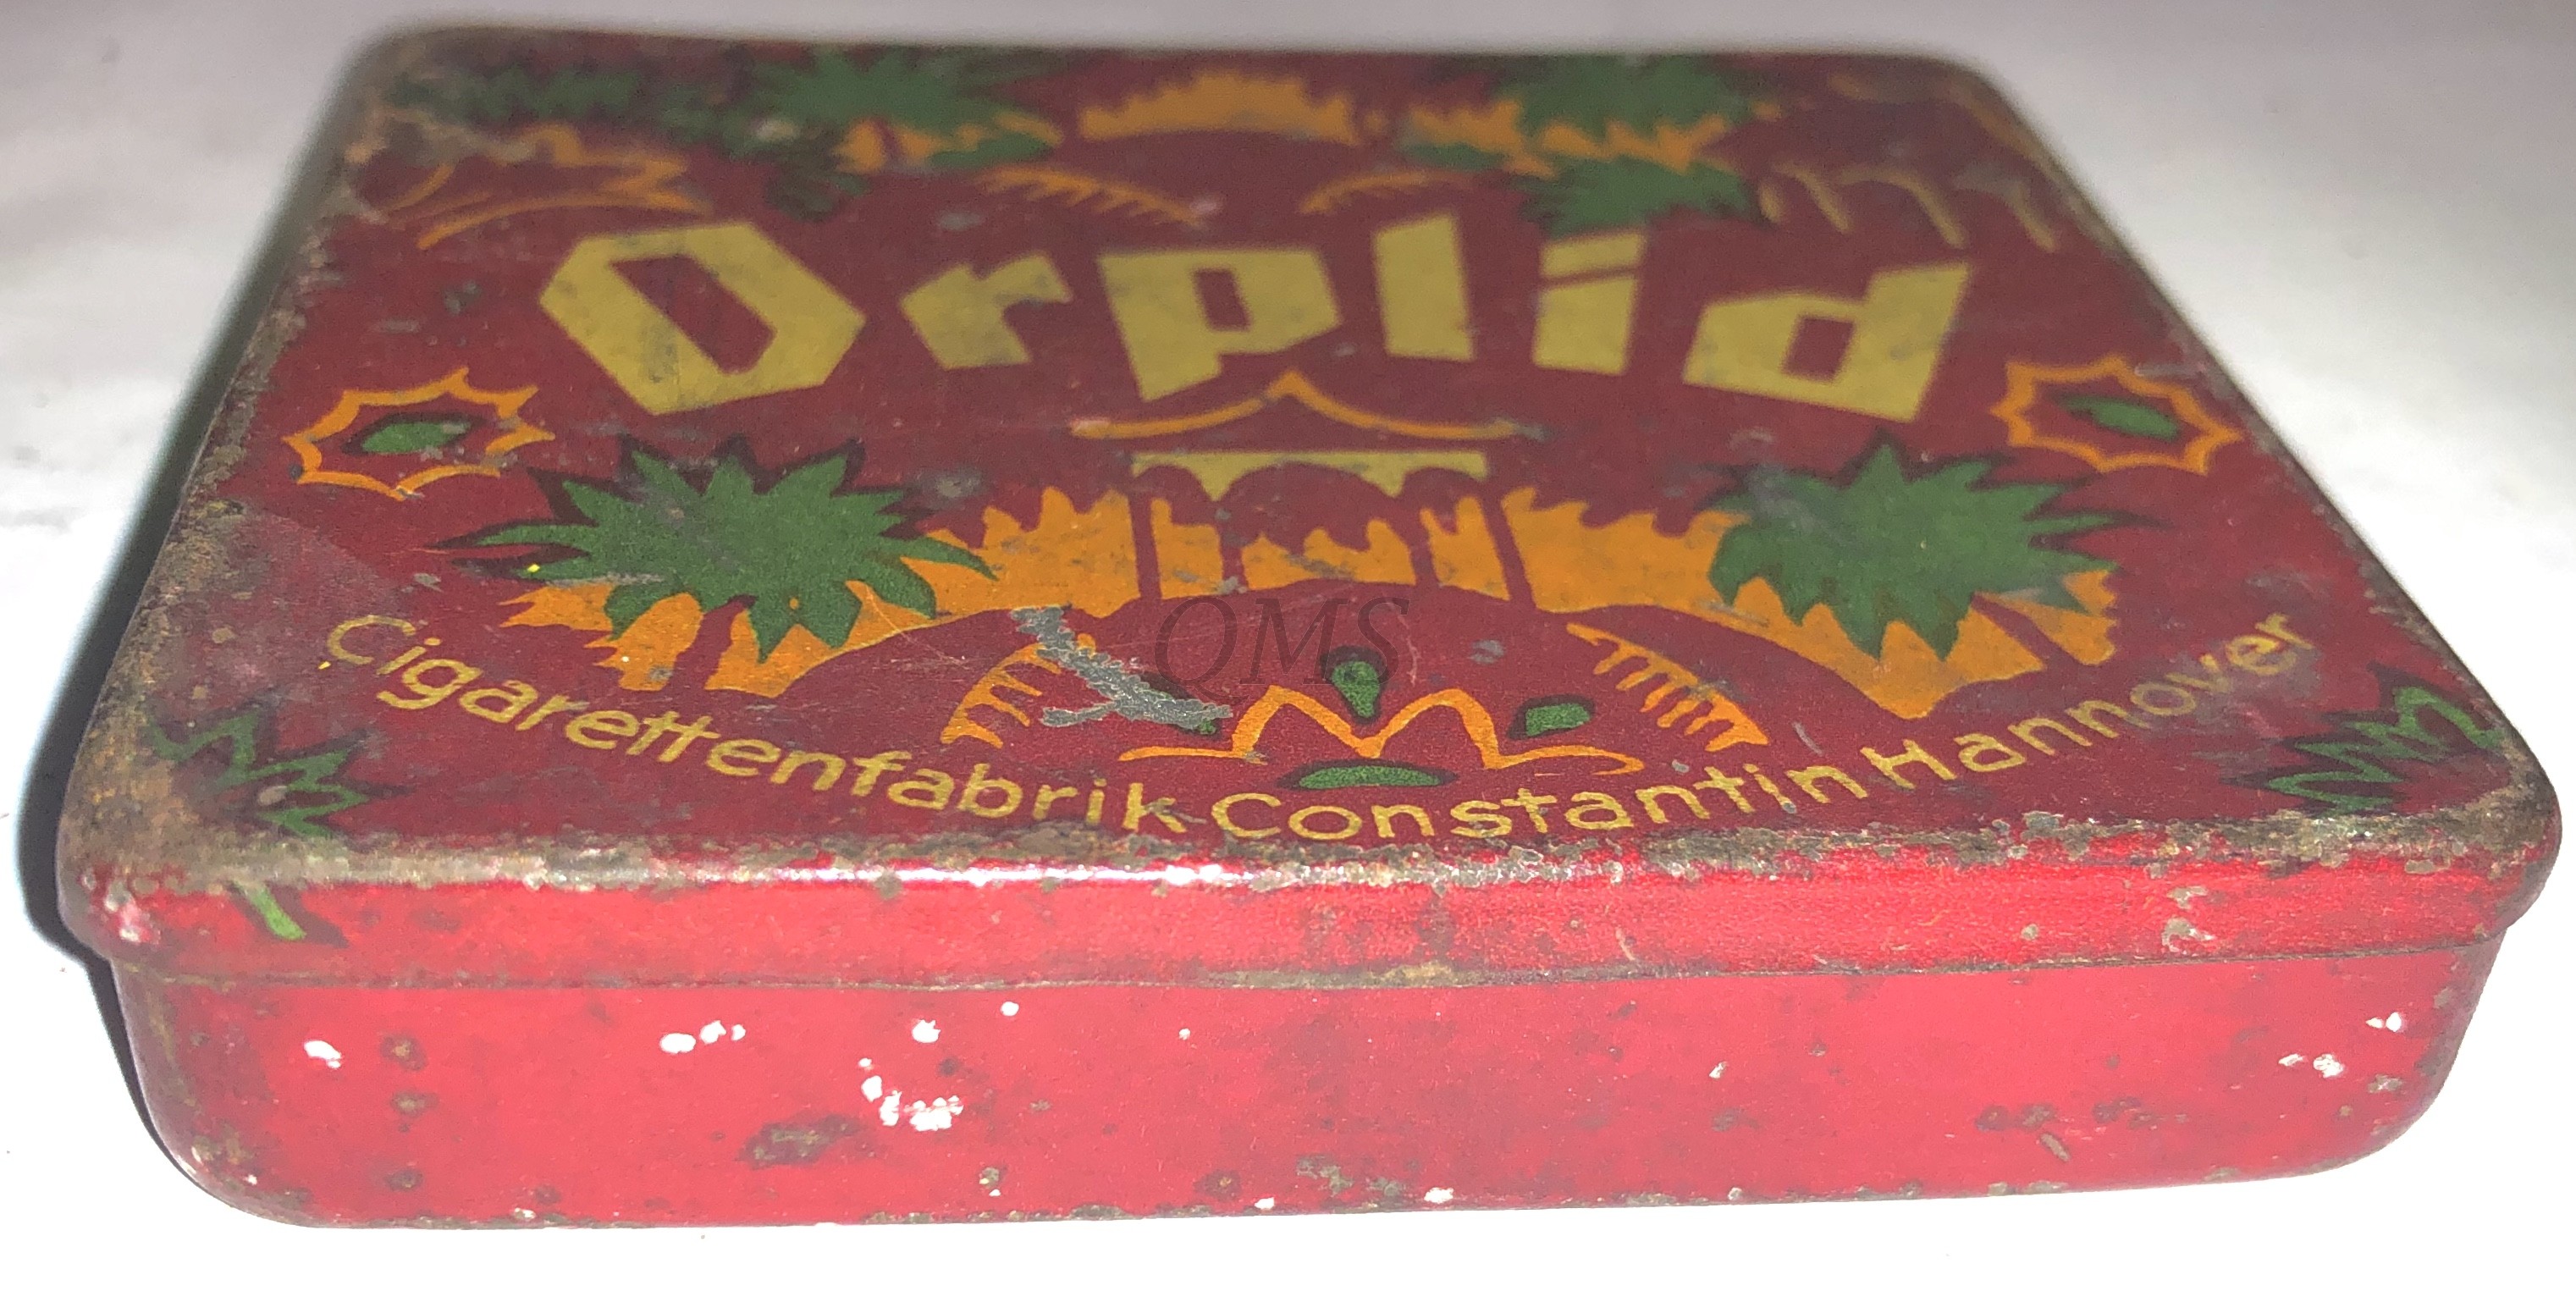 Orplid
QMS
Cigarettenfabrik Constantin Hannover